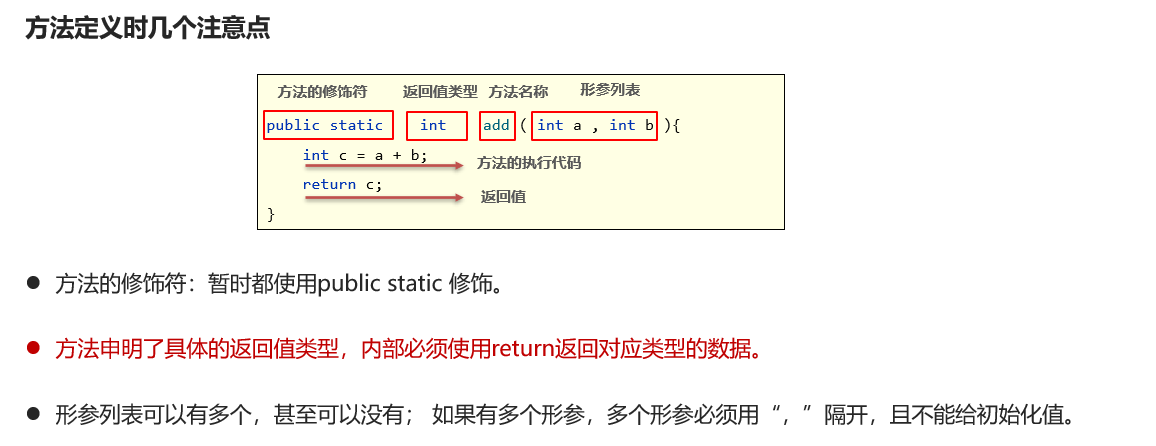 方法定义时几个注意点
方法的修饰符 返回值类型 方法名称 形参列表
public static int add ( int a , int b ){
int c = a + b;
方法的执行代码
return c;
返回值
}
● 方法的修饰符：暂时都使用public static 修饰。
● 方法申明了具体的返回值类型，内部必须使用return返回对应类型的数据。
● 形参列表可以有多个，甚至可以没有； 如果有多个形参，多个形参必须用“，”隔开，且不能给初始化值。